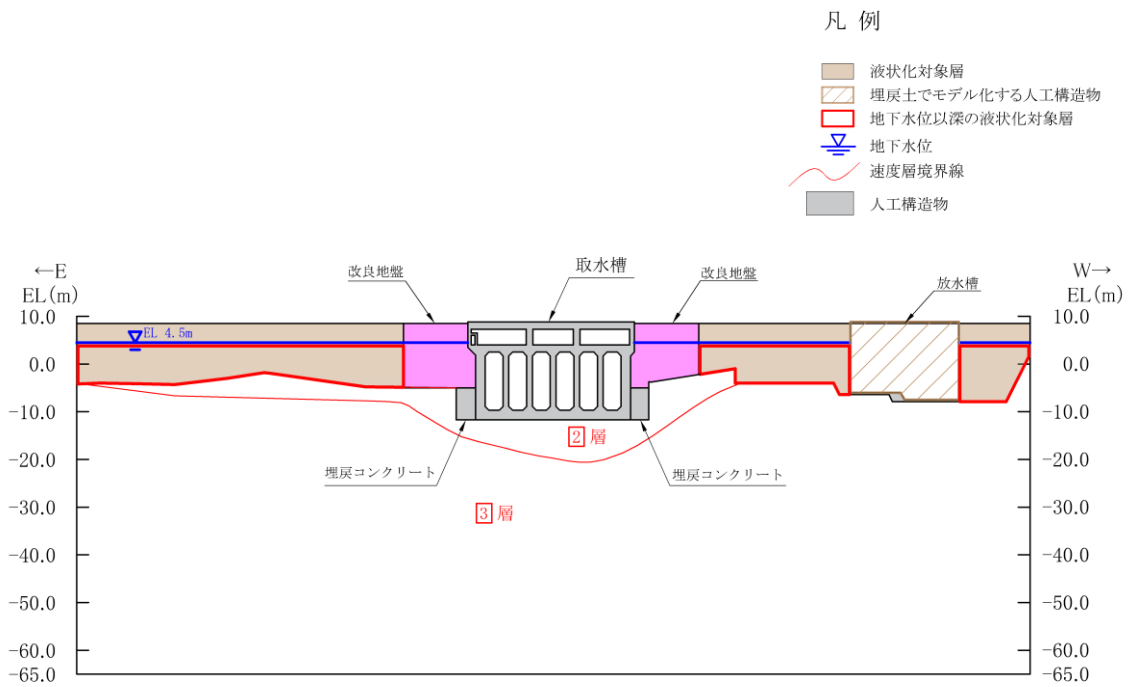 凡 例
液状化対象層
埋戻土でモデル化する人工構造物
地下水位以深の液状化対象層
地下水位
速度層境界線
人工構造物
←E
EL(m)
改良地盤
取水槽
改良地盤
放水槽
W→
EL(m)
10.0
EL 4.5m
10.0
0.0
0.0
-10.0
-10.0
2 層
-20.0
埋戻コンクリート
埋戻コンクリート
-20.0
-30.0
3 層
-30.0
-40.0
-40.0
-50.0
-50.0
-60.0
-60.0
-65.0
-65.0